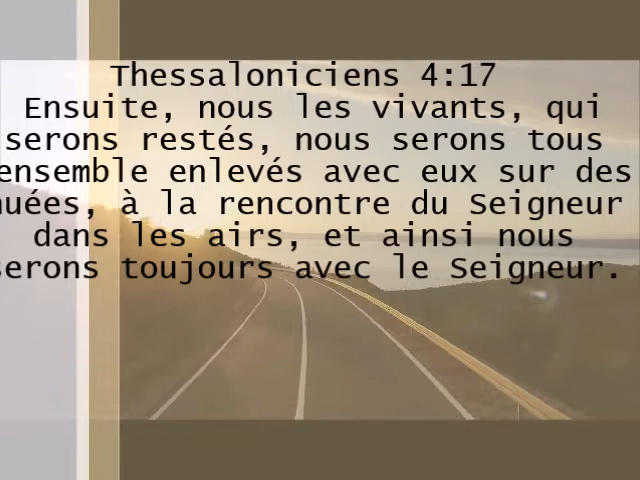 Thessaloniciens 4:17
Ensuite, nous les vivants, qui
serons restés, nous serons tous
ensemble enlevés avec eux sur des
nuées, à la rencontre du Seigneur
dans les airs, et ainsi nous
serons toujours avec le Seigneur.